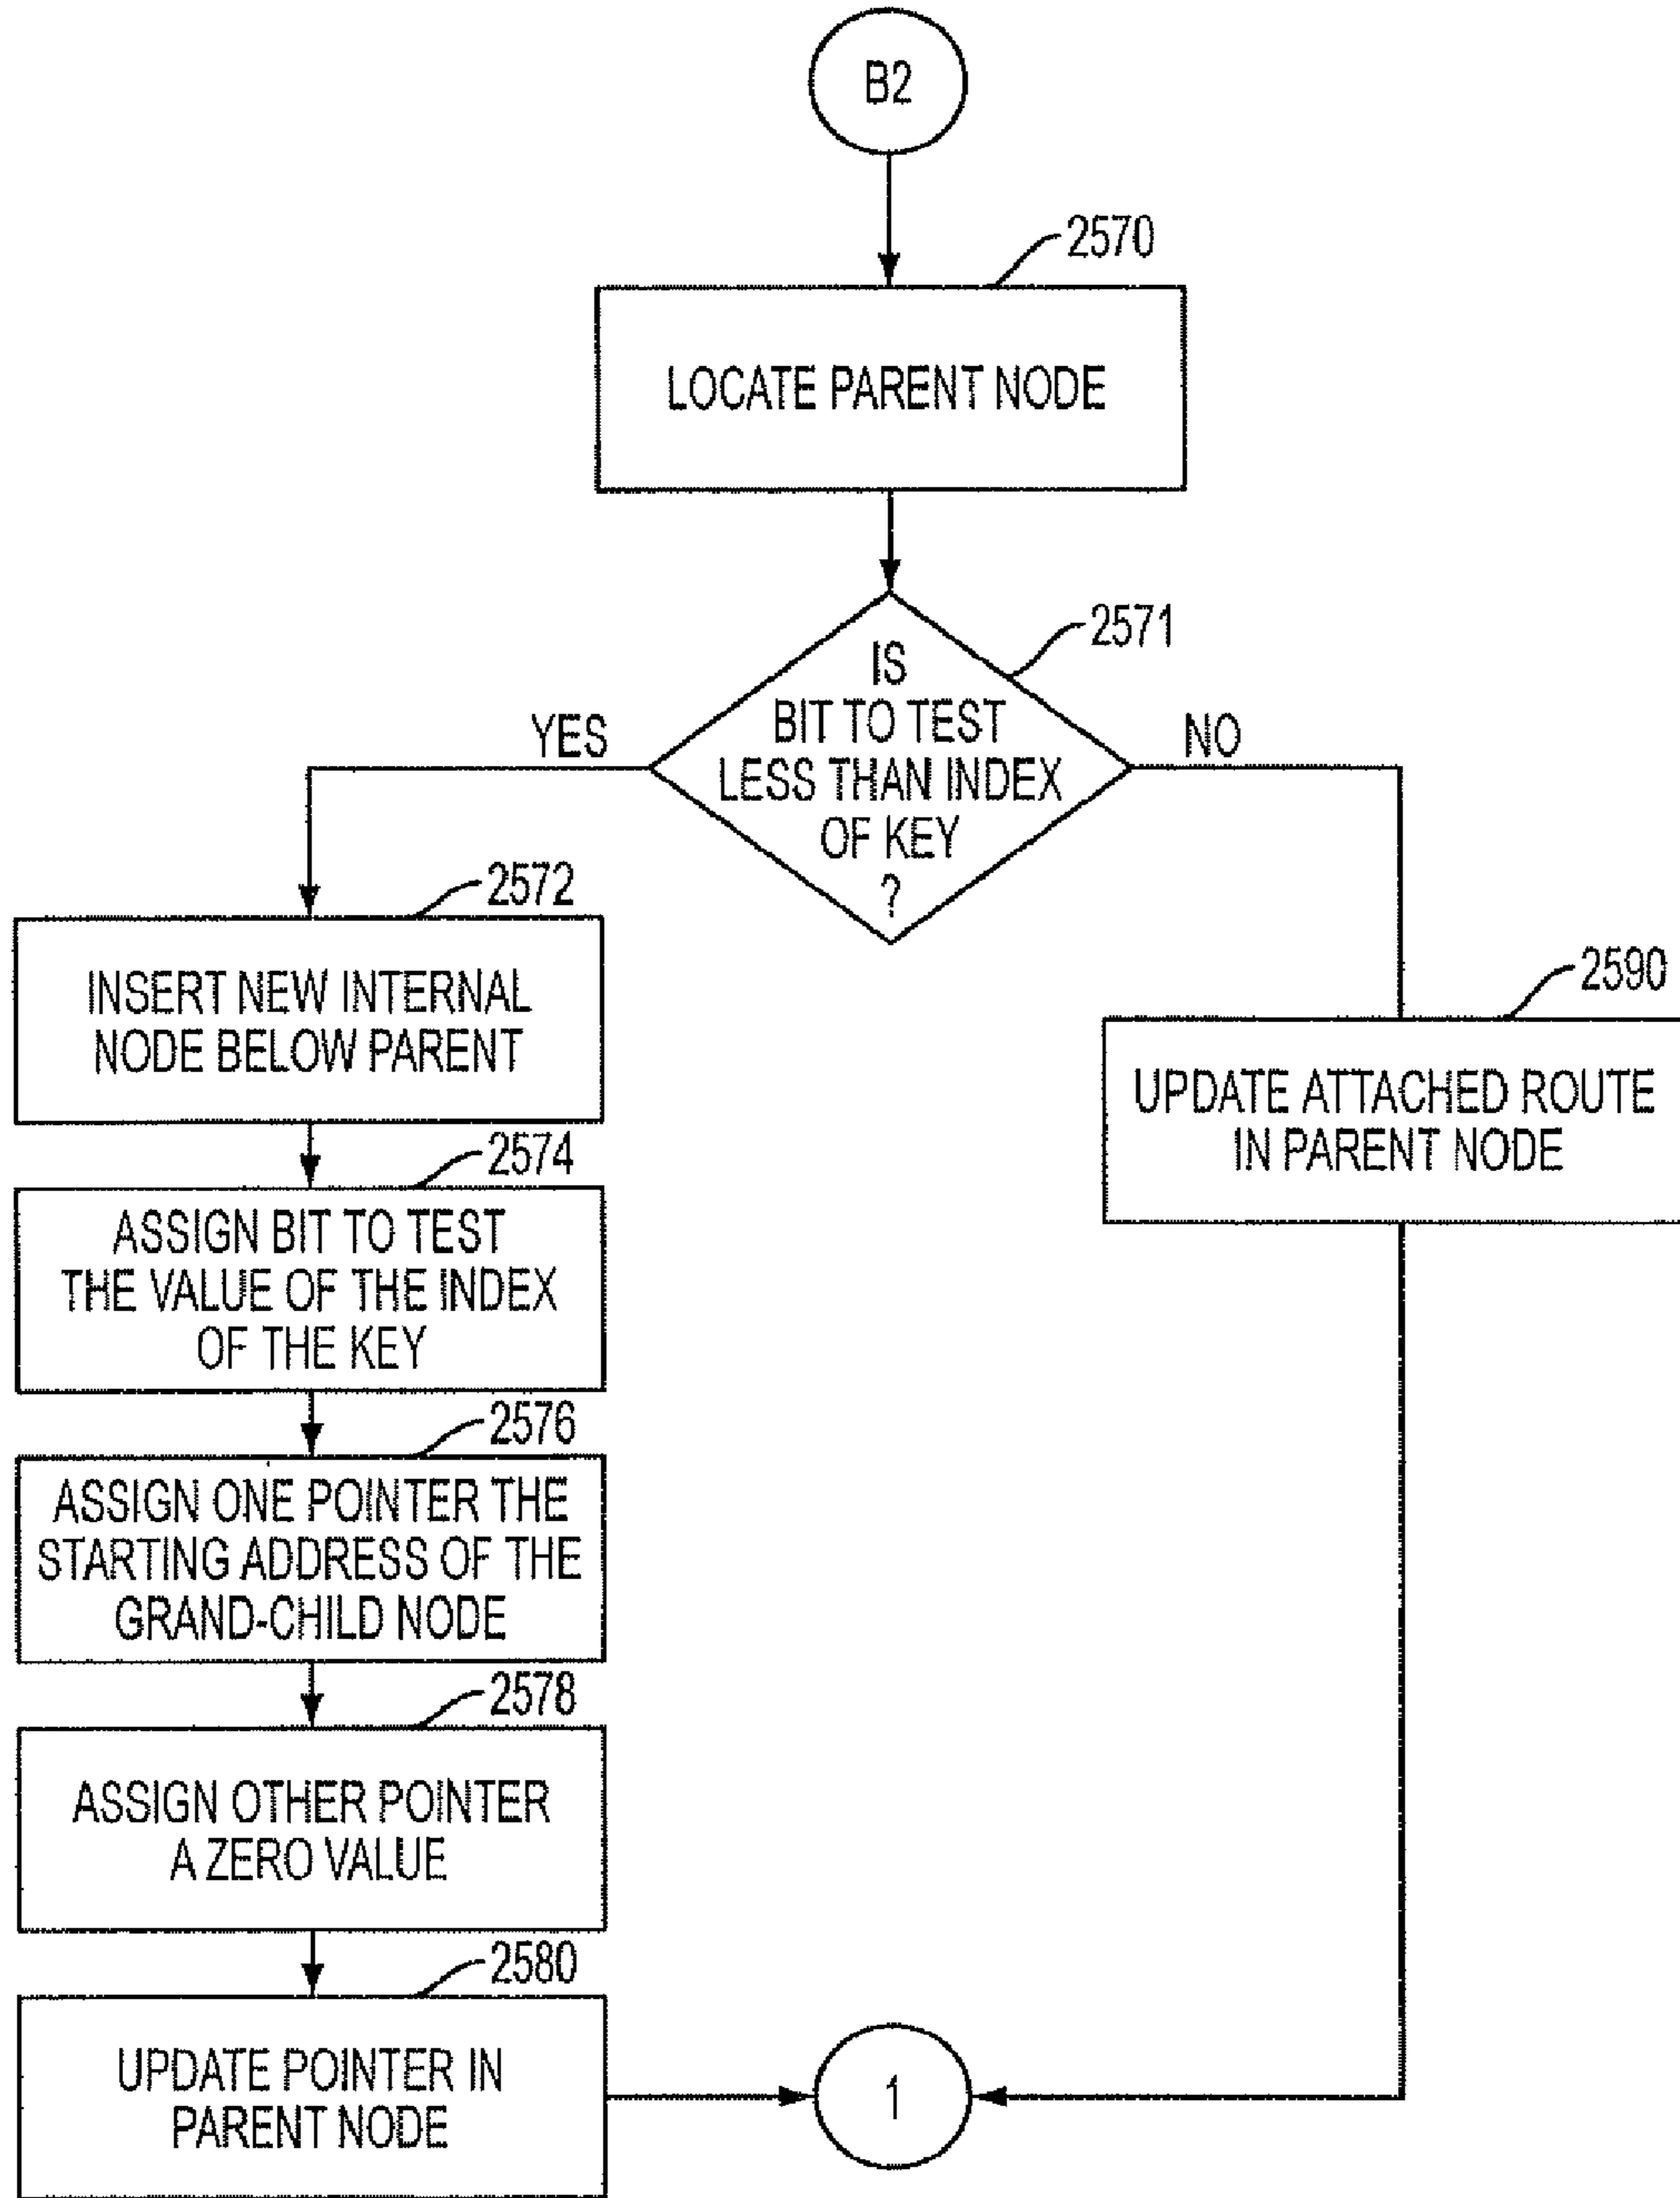 B2
2570
LOCATE PARENT NODE
2571
IS
BIT TO TEST
LESS THAN INDEX
OF KEY
?
YES
NO
2572
INSERT NEW INTERNAL
NODE BELOW PARENT
2590
UPDATE ATTACHED ROUTE
IN PARENT NODE
2574
ASSIGN BIT TO TEST
THE VALUE OF THE INDEX
OF THE KEY
2576
ASSIGN ONE POINTER THE
STARTING ADDRESS OF THE
GRAND-CHILD NODE
2578
ASSIGN OTHER POINTER
A ZERO VALUE
2580
UPDATE POINTER IN
PARENT NODE
1